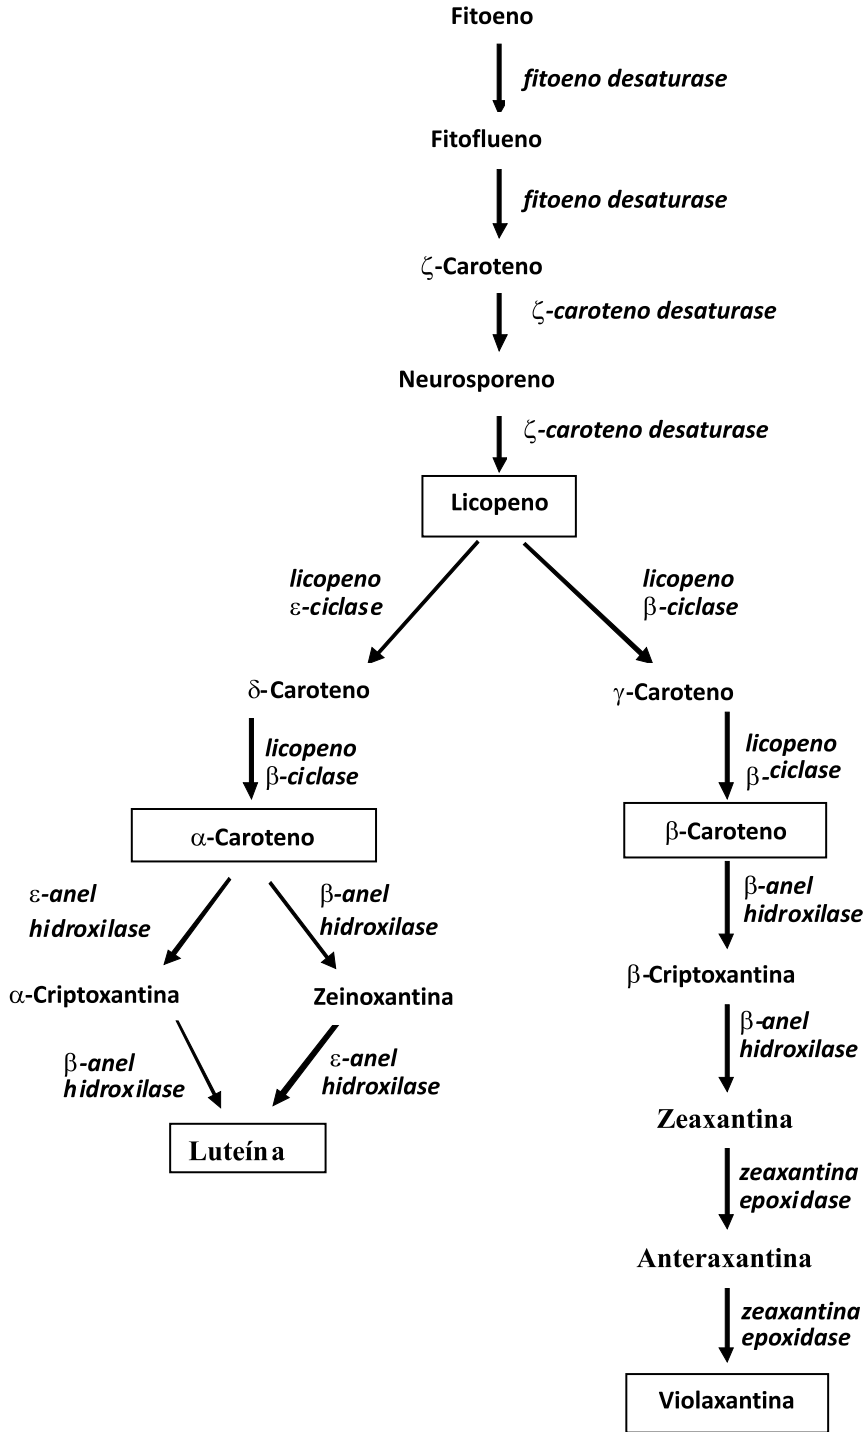 Fitoeno
fitoeno desaturase
Fitoflueno
fitoeno desaturase
ζ-Caroteno
ζ-caroteno desaturase
Neurosporeno
ζ-caroteno desaturase
Licopeno
licopeno
ε-ciclase
licopeno
β-ciclase
δ-Caroteno
γ-Caroteno
licopeno
β-ciclase
licopeno
β-ciclase
α-Caroteno
β-Caroteno
ε-anel
hidroxilase
β-anel
hidroxilase
β-anel
hidroxilase
α-Criptoxantina
Zeinoxantina
β-Criptoxantina
β-anel
hidroxilase
ε-anel
hidroxilase
β-anel
hidroxilase
Luteína
Zeaxantina
zeaxantina
epoxidase
Anteraxantina
zeaxantina
epoxidase
Violaxantina